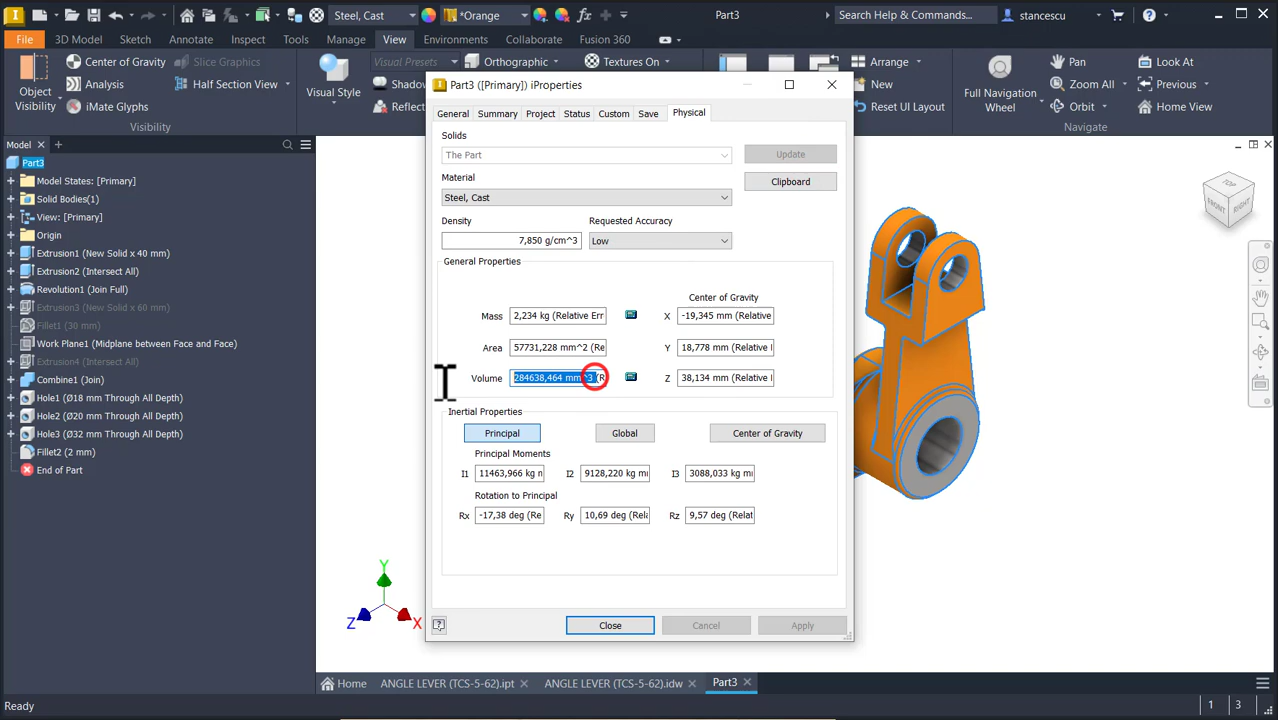 Steel, Cast
*Orange
Part3
Search Help & Commands...
stancescu
File
3D Model
Sketch
Annotate
Inspect
Tools
Manage
View
Environments
Collaborate
Fusion 360
Object
Visibility
Center of Gravity
Analysis
iMate Glyphs
Slice Graphics
Half Section View
Visibility
Visual Style
Visual Presets
Orthographic
Textures On
Arrange
New
Reset UI Layout
Full Navigation
Wheel
Pan
Zoom All
Orbit
Look At
Previous
Home View
Navigate
Model
Part3
Model States: [Primary]
Solid Bodies(1)
View: [Primary]
Origin
Extrusion1 (New Solid x 40 mm)
Extrusion2 (Intersect All)
Revolution1 (Join Full)
Extrusion3 (New Solid x 60 mm)
Fillet1 (30 mm)
Work Plane1 (Midplane between Face and Face)
Extrusion4 (Intersect All)
Combine1 (Join)
Hole1 (Ø18 mm Through All Depth)
Hole2 (Ø20 mm Through All Depth)
Hole3 (Ø32 mm Through All Depth)
Fillet2 (2 mm)
End of Part
Part3 ([Primary]) iProperties
General
Summary
Project
Status
Custom
Save
Physical
Solids
The Part
Update
Material
Clipboard
Steel, Cast
Density
Requested Accuracy
7,850 g/cm^3
Low
General Properties
Center of Gravity
Mass
2,234 kg (Relative Err
X
-19,345 mm (Relative
Area
57731,228 mm^2 (Re
Y
18,778 mm (Relative
Volume
284638,464 mm^3 (R
Z
38,134 mm (Relative
Inertial Properties
Principal
Global
Center of Gravity
Principal Moments
I1
11463,966 kg
I2
9128,220 kg
I3
3088,033 kg
Rotation to Principal
Rx
-17,38 deg (Re
Ry
10,69 deg
Rz
9,57 deg
Close
Cancel
Apply
TOP
FRONT
RIGHT
Y
Z
X
Home
ANGLE LEVER (TCS-5-62).ipt
ANGLE LEVER (TCS-5-62).idw
Part3
Ready
1
3